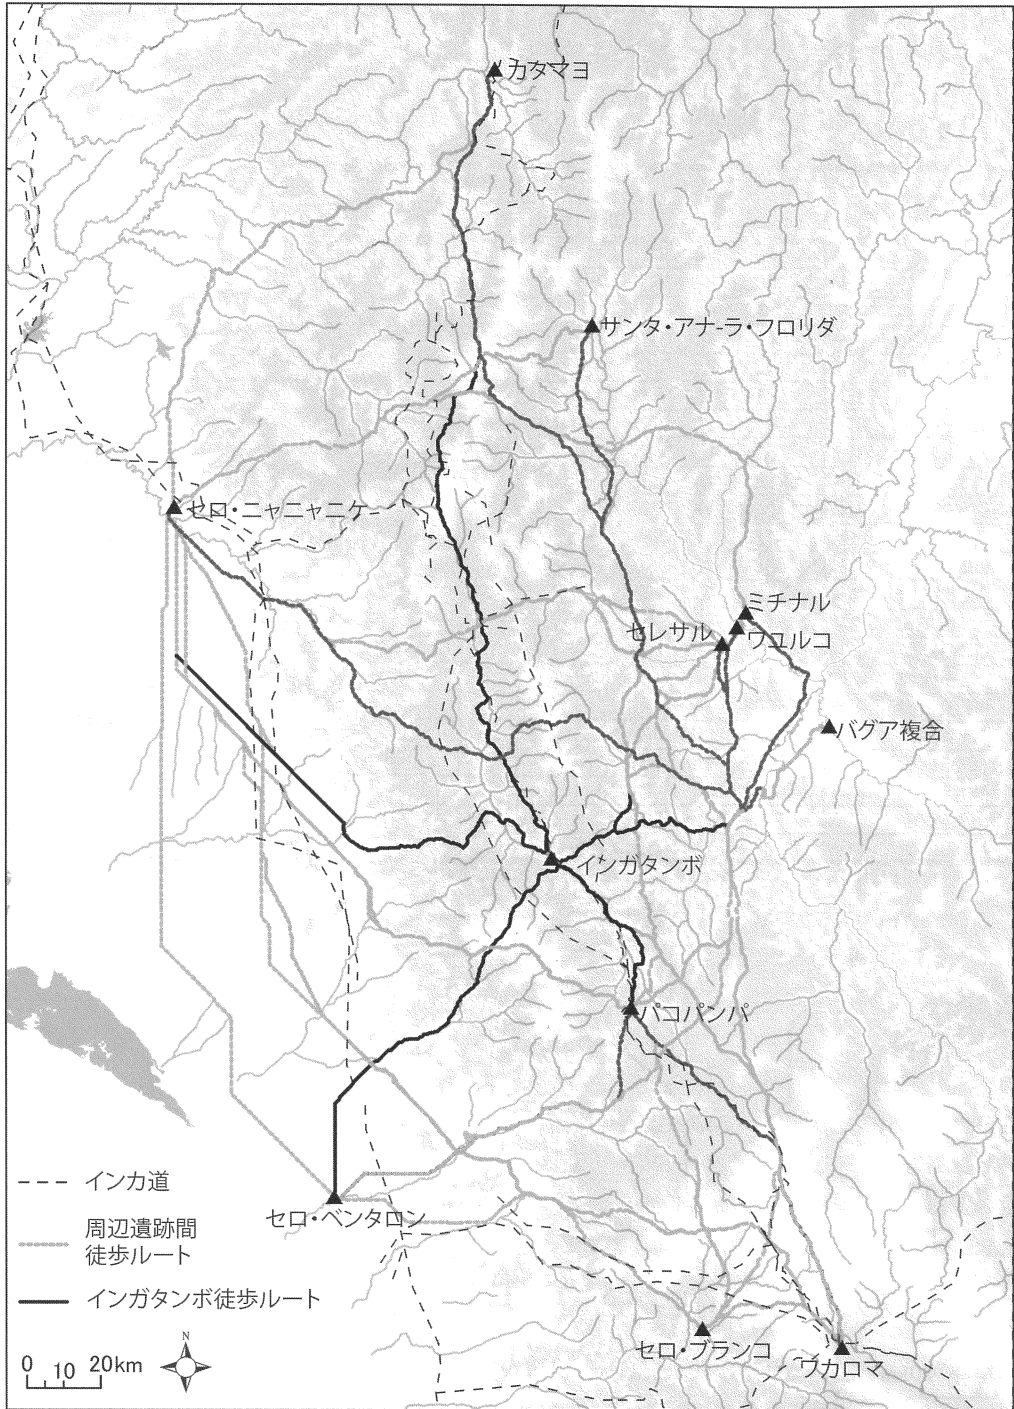 カタマヨ
サンタ・アナ-ラ・フロリダ
セロ・ニャニャニケ
ミチナル
セレサル
ワユルコ
バグア複合
インガタンボ
パコパンパ
インカ道
セロ・ベンタロン
周辺遺跡間
徒歩ルート
インガタンボ徒歩ルート
N
0 10 20km
セロ・ブランコ
ワカロマ